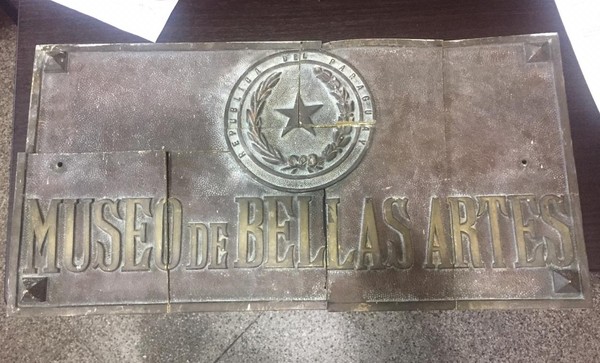 REPUBLICA DEL PARAGUAY
MUSEO DE BELLAS ARTES